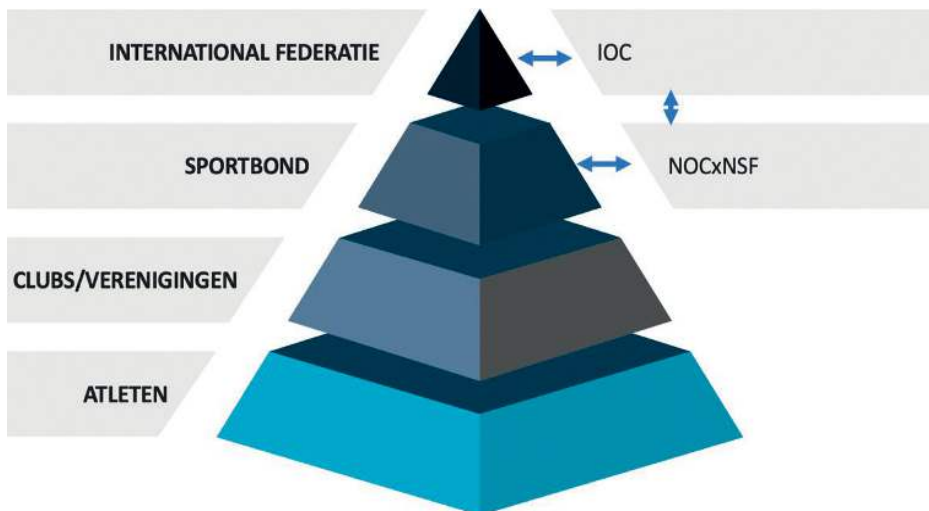 INTERNATIONAL FEDERATIE
IOC
SPORTBOND
NOCxNSF
CLUBS/VERENIGINGEN
ATLETEN